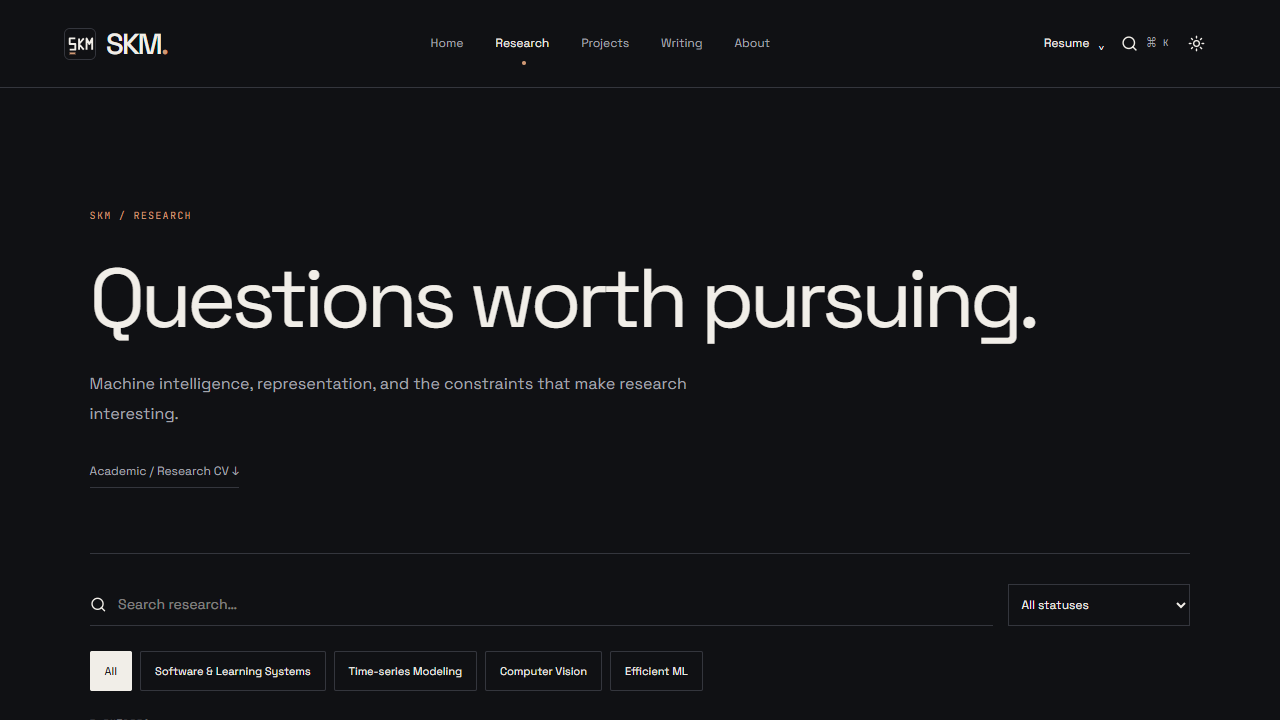 SKM SKM.
Home Research Projects Writing About
Resume ⌘ K
SKM / RESEARCH
Questions worth pursuing.
Machine intelligence, representation, and the constraints that make research
interesting.
Academic / Research CV ↓
Search research…
All statuses
All Software & Learning Systems Time-series Modeling Computer Vision Efficient ML